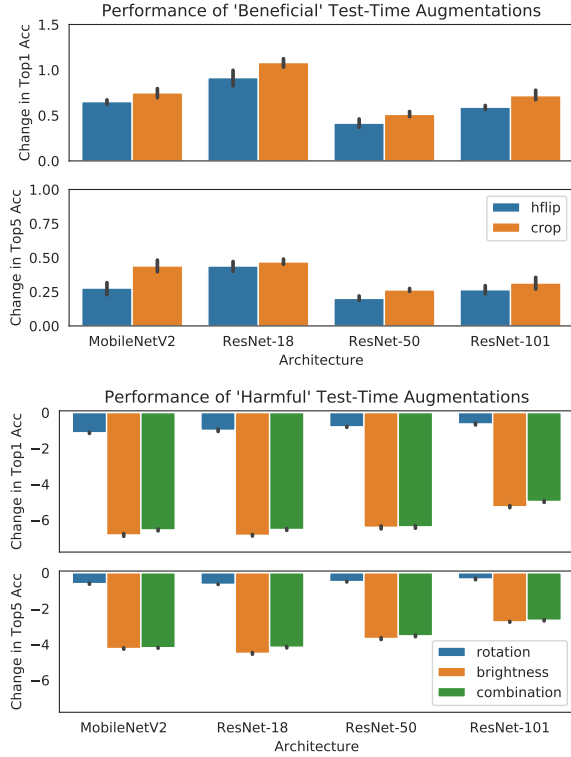 Performance of 'Beneficial' Test-Time Augmentations
Change in Top1 Acc
1.5
1.0
0.5
0.0
Change in Top5 Acc
1.00
0.75
0.50
0.25
0.00
hflip
crop
MobileNetV2 ResNet-18 ResNet-50 ResNet-101
Architecture
Performance of 'Harmful' Test-Time Augmentations
Change in Top1 Acc
0
−2
−4
−6
Change in Top5 Acc
0
−2
−4
−6
rotation
brightness
combination
MobileNetV2 ResNet-18 ResNet-50 ResNet-101
Architecture